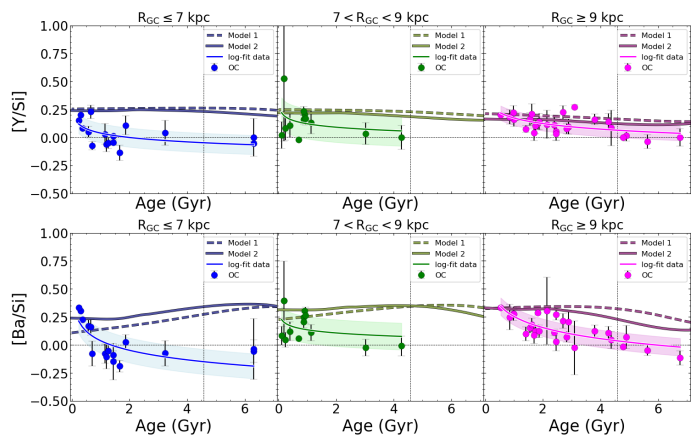 R_GC ≤ 7 kpc
7 < R_GC < 9 kpc
R_GC ≥ 9 kpc
[Y/Si]
1.00
0.75
0.50
0.25
0.00
−0.25
−0.50
Model 1
Model 2
log-fit data
OC
Model 1
Model 2
log-fit data
OC
Model 1
Model 2
log-fit data
OC
Age (Gyr)
Age (Gyr)
Age (Gyr)
R_GC ≤ 7 kpc
7 < R_GC < 9 kpc
R_GC ≥ 9 kpc
[Ba/Si]
1.00
0.75
0.50
0.25
0.00
−0.25
−0.50
Model 1
Model 2
log-fit data
OC
Model 1
Model 2
log-fit data
OC
Model 1
Model 2
log-fit data
OC
0 2 4 6 0 2 4 6 0 2 4 6
Age (Gyr)
Age (Gyr)
Age (Gyr)